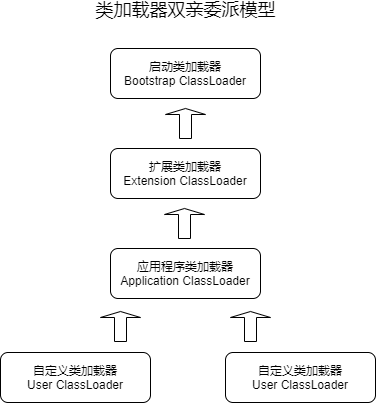 类加载器双亲委派模型
启动类加载器
Bootstrap ClassLoader
扩展类加载器
Extension ClassLoader
应用程序类加载器
Application ClassLoader
自定义类加载器
User ClassLoader
自定义类加载器
User ClassLoader